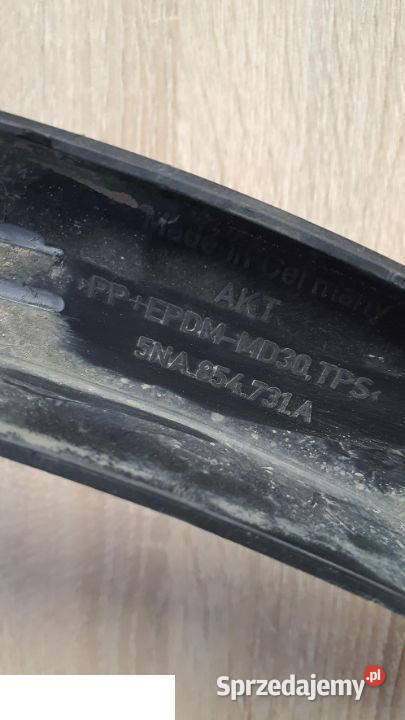 Made in Germany
AKT
>PP+EPDM-MD30,TPS<
5NA.854.731.A
Sprzedajemy.pl